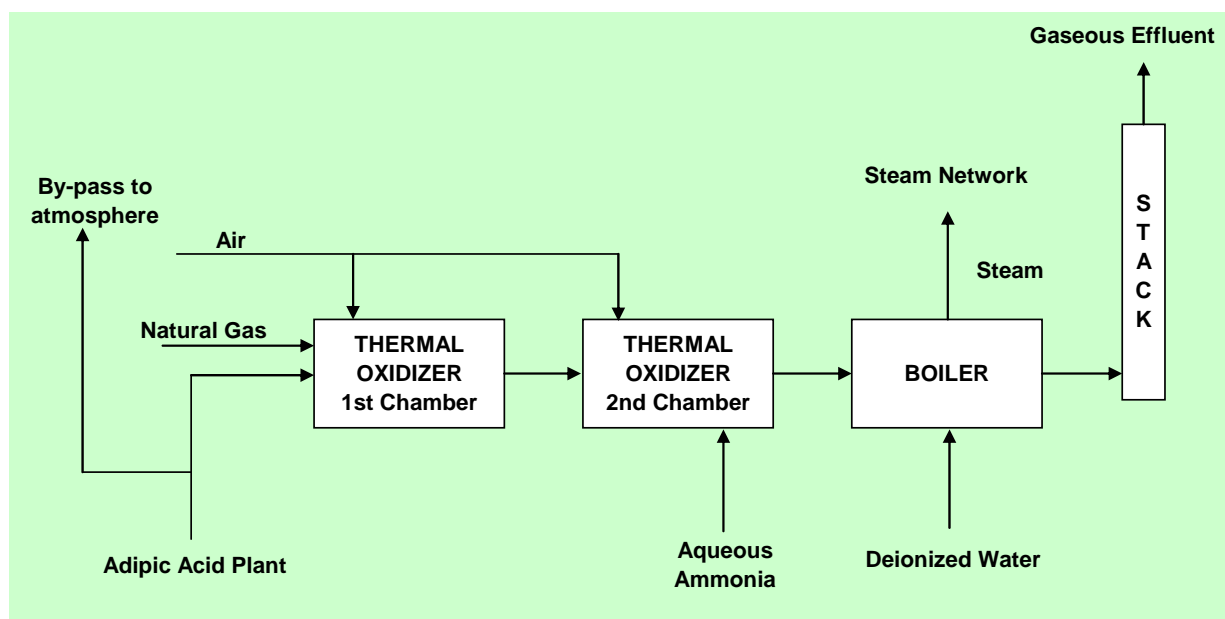 Gaseous Effluent
By-pass to
atmosphere
Air
Natural Gas
Adipic Acid Plant
THERMAL
OXIDIZER
1st Chamber
THERMAL
OXIDIZER
2nd Chamber
Aqueous
Ammonia
Steam Network
Steam
BOILER
Deionized Water
S
T
A
C
K